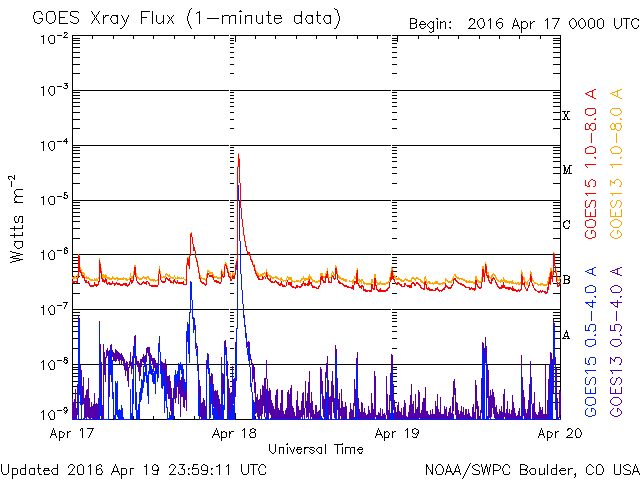 GOES Xray Flux (1-minute data)
Begin: 2016 Apr 17 0000 UTC
10⁻²
10⁻³
10⁻⁴
10⁻⁵
10⁻⁶
10⁻⁷
10⁻⁸
10⁻⁹
Watts m⁻²
X
M
C
B
A
GOES15 1.0-8.0 A
GOES13 1.0-8.0 A
GOES15 0.5-4.0 A
GOES13 0.5-4.0 A
Apr 17
Apr 18
Apr 19
Apr 20
Universal Time
Updated 2016 Apr 19 23:59:11 UTC
NOAA/SWPC Boulder, CO USA